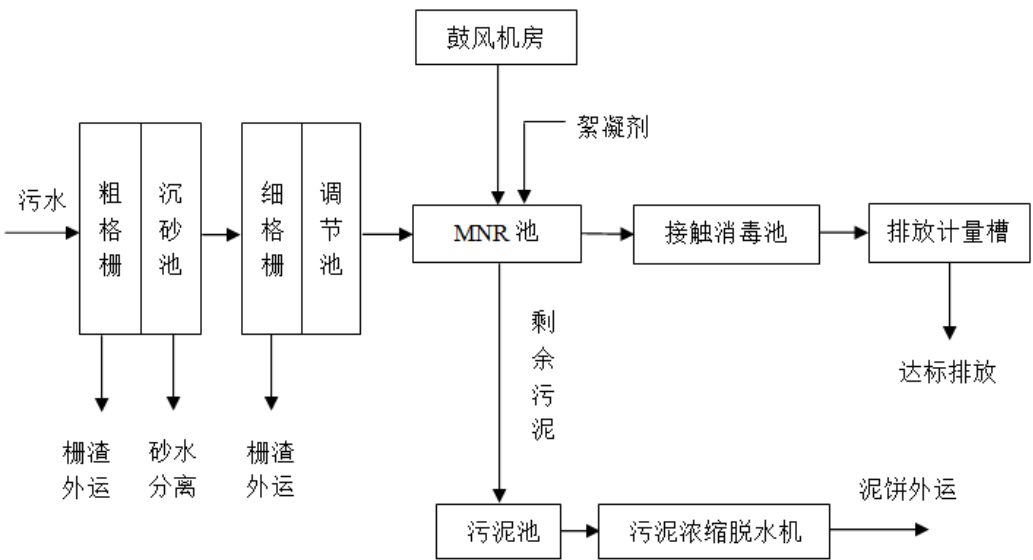 鼓风机房
絮凝剂
污水
粗格栅
沉砂池
细格栅
调节池
MNR 池
接触消毒池
排放计量槽
剩余污泥
达标排放
栅渣
外运
砂水
分离
栅渣
外运
泥饼外运
污泥池
污泥浓缩脱水机